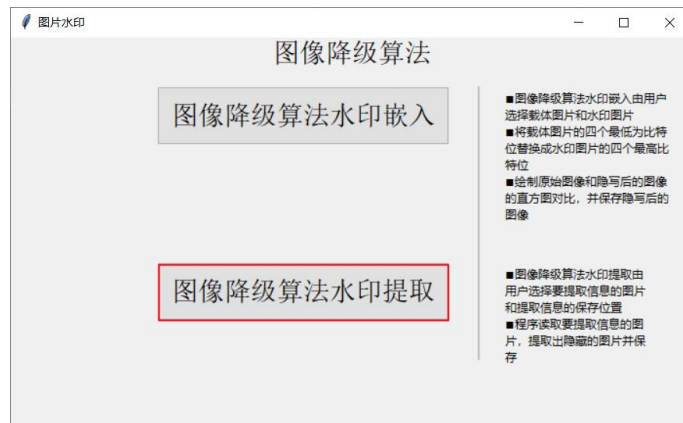 图片水印
图像降级算法
图像降级算法水印嵌入
■图像降级算法水印嵌入由用户
选择载体图片和水印图片
■将载体图片的四个最低为比特
位替换成水印图片的四个最高比
特位
■绘制原始图像和隐写后的图像
的直方图对比，并保存隐写后的
图像
图像降级算法水印提取
■图像降级算法水印提取由
用户选择要提取信息的图片
和提取信息的保存位置
■程序读取要提取信息的图
片，提取出隐藏的图片并保
存